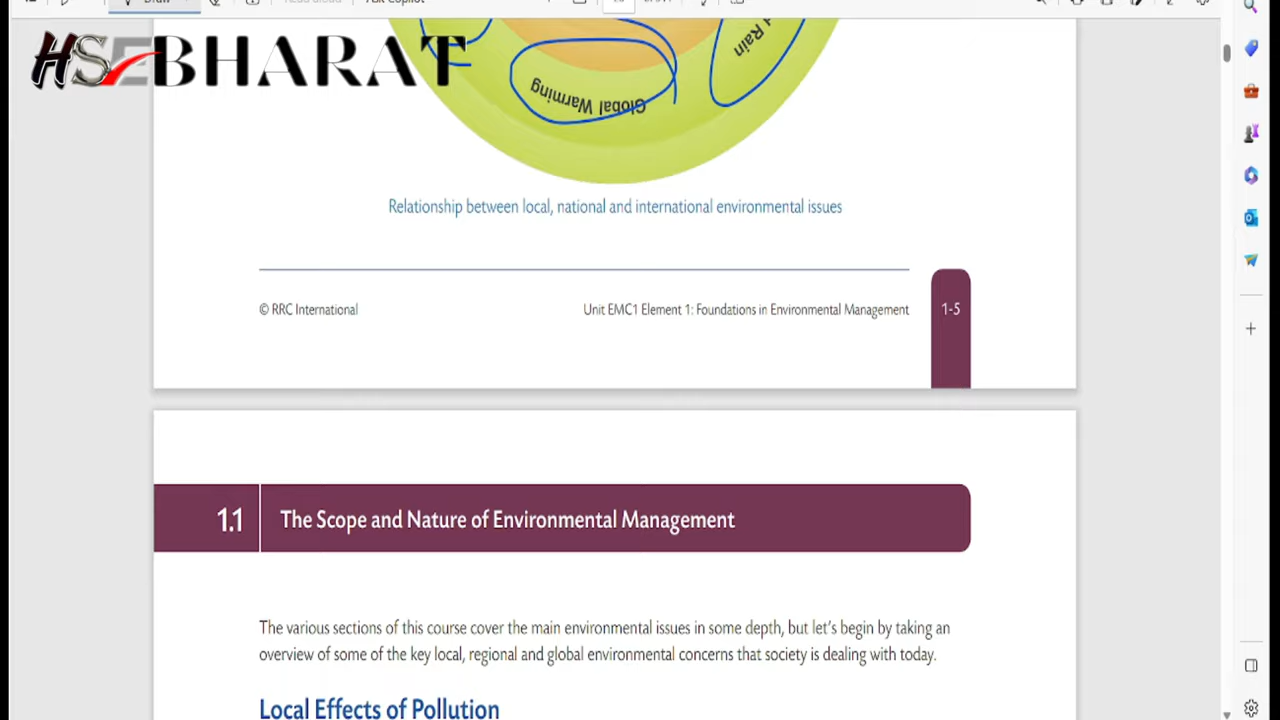 HSEBHARAT
Rain
Global Warming
Relationship between local, national and international environmental issues
© RRC International
Unit EMC1 Element 1: Foundations in Environmental Management
1-5
1.1
The Scope and Nature of Environmental Management
The various sections of this course cover the main environmental issues in some depth, but let's begin by taking an
overview of some of the key local, regional and global environmental concerns that society is dealing with today.
Local Effects of Pollution